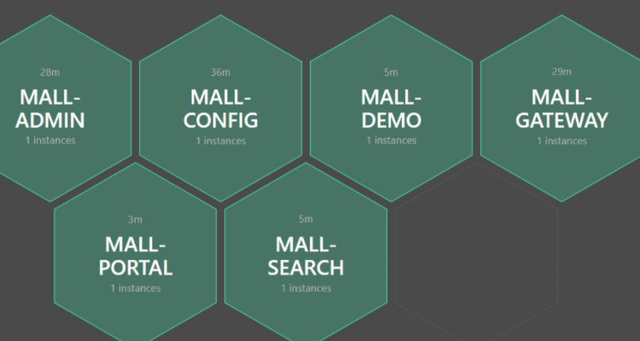 28m
MALL-
ADMIN
1 instances
36m
MALL-
CONFIG
1 instances
5m
MALL-
DEMO
1 instances
29m
MALL-
GATEWAY
1 instances
3m
MALL-
PORTAL
1 instances
5m
MALL-
SEARCH
1 instances